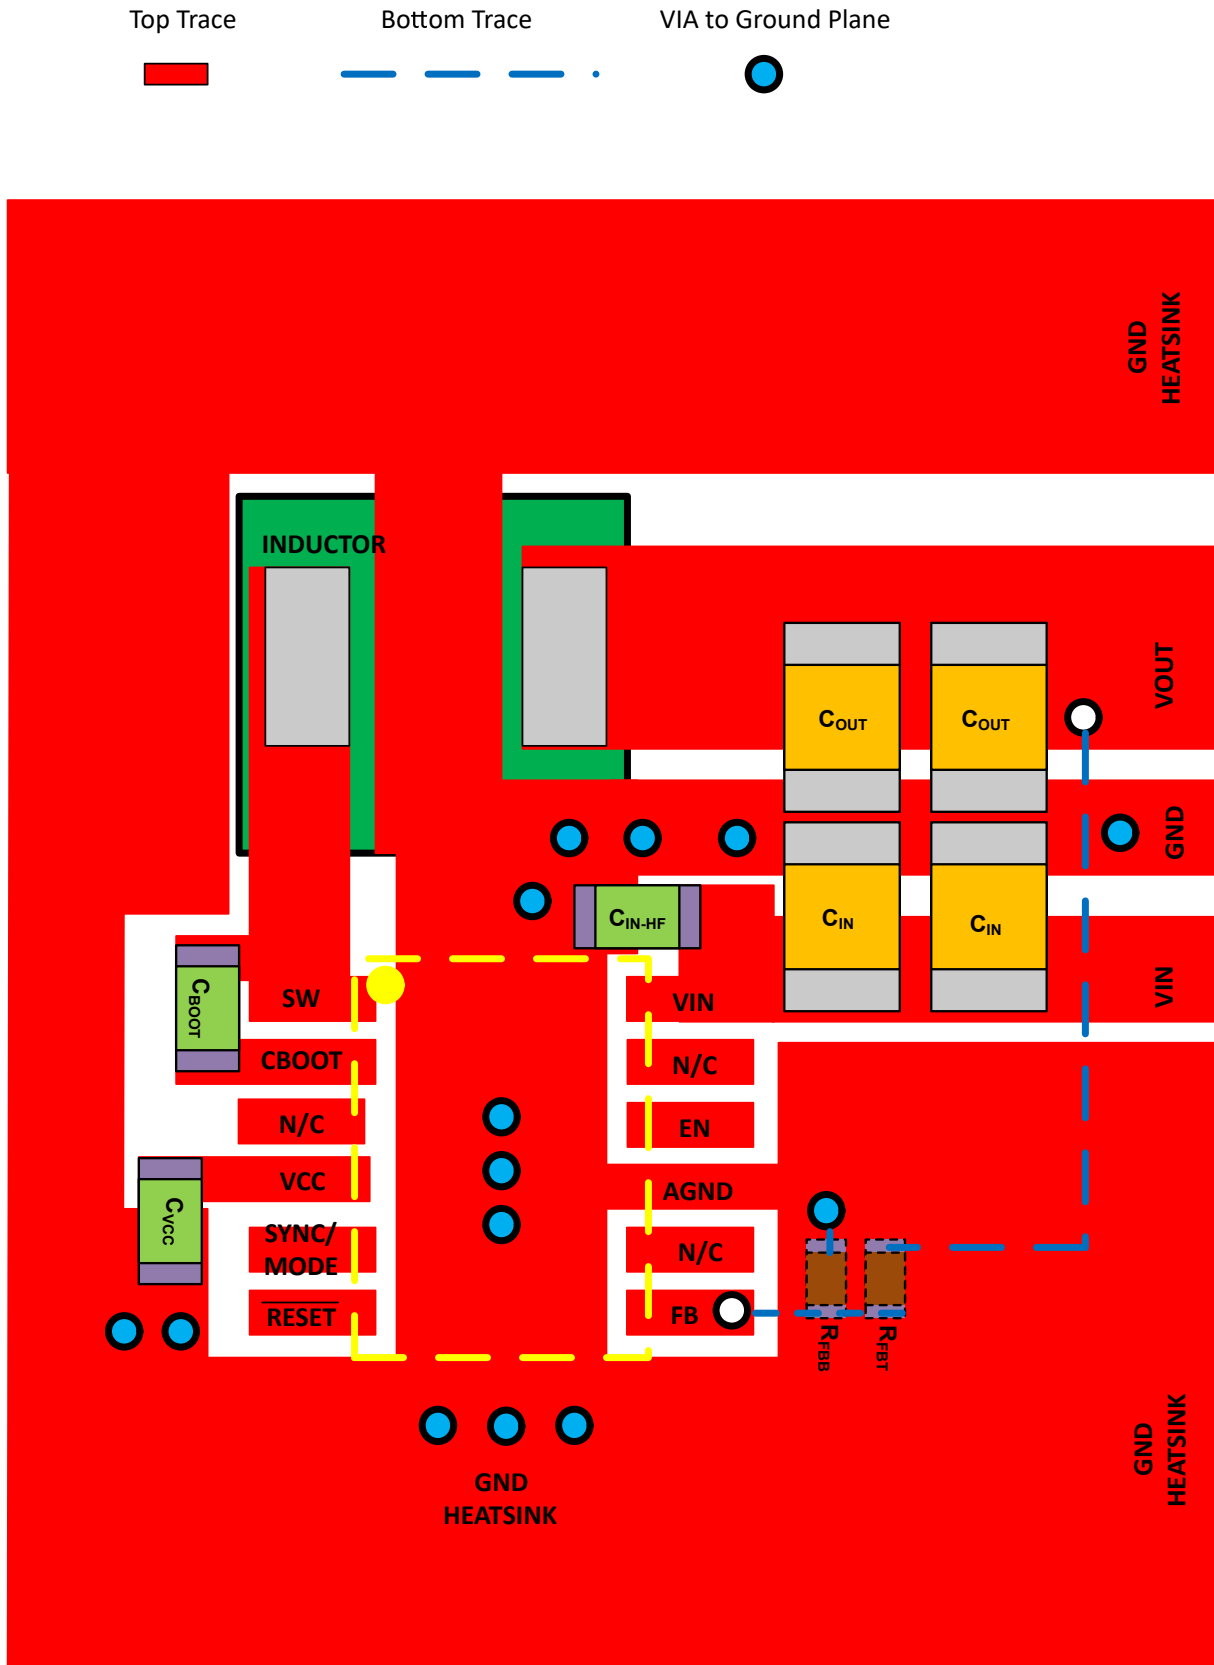 Top Trace
Bottom Trace
VIA to Ground Plane
GND
HEATSINK
INDUCTOR
VOUT
COUT
COUT
GND
CIN-HF
CIN
CIN
VIN
CBOOT
SW
VIN
CBOOT
N/C
N/C
EN
VCC
AGND
CVCC
SYNC/
MODE
N/C
RESET
FB
RFBB
RFBT
GND
HEATSINK
GND
HEATSINK